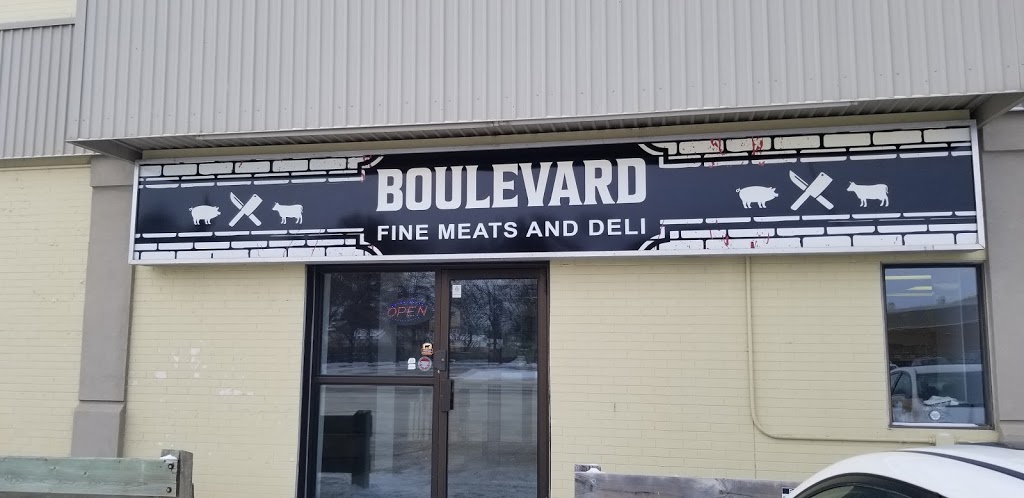 BOULEVARD
FINE MEATS AND DELI
OPEN